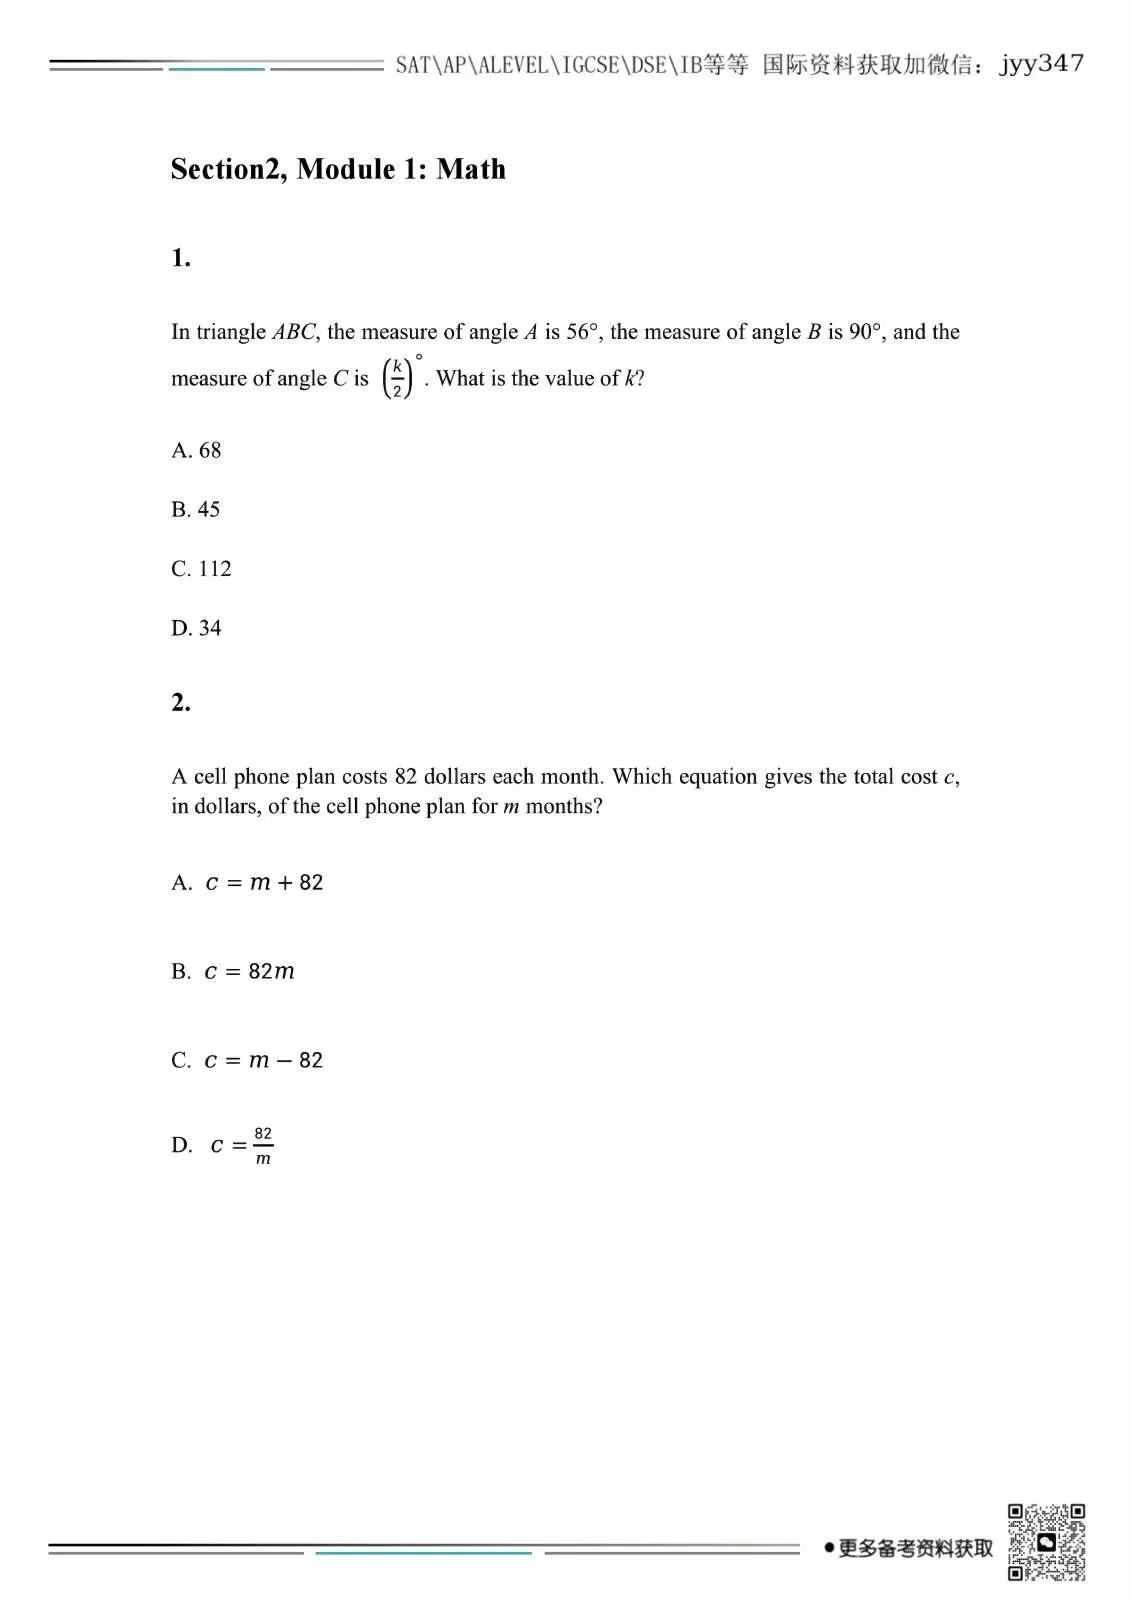 SAT\AP\ALEVEL\IGCSE\DSE\IB等等 国际资料获取加微信: jyy347
Section2, Module 1: Math
1.
In triangle ABC, the measure of angle A is 56°, the measure of angle B is 90°, and the
measure of angle C is (k/2)°. What is the value of k?
A. 68
B. 45
C. 112
D. 34
2.
A cell phone plan costs 82 dollars each month. Which equation gives the total cost c,
in dollars, of the cell phone plan for m months?
A. c = m + 82
B. c = 82m
C. c = m − 82
D. c = 82/m
●更多备考资料获取